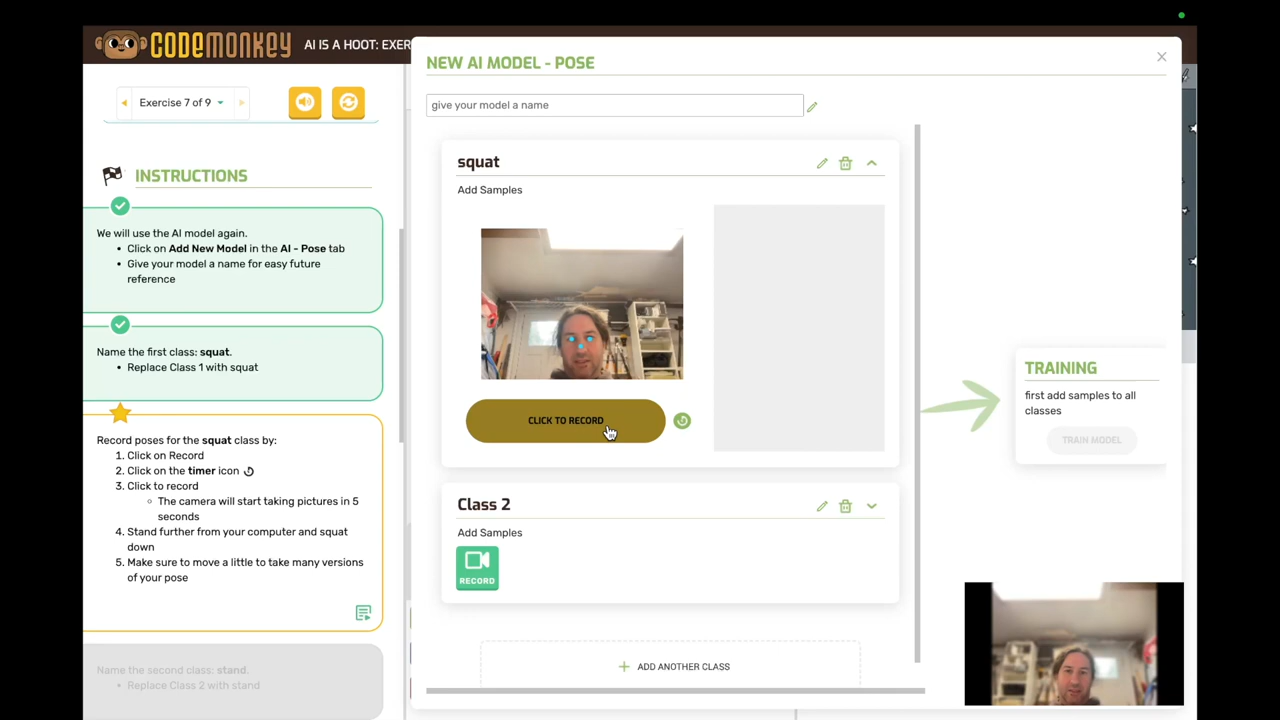 CODEMONKEY
AI IS A HOOT: EXER
Exercise 7 of 9
INSTRUCTIONS
We will use the AI model again.
• Click on Add New Model in the AI - Pose tab
• Give your model a name for easy future
reference
Name the first class: squat.
• Replace Class 1 with squat
Record poses for the squat class by:
1. Click on Record
2. Click on the timer icon
3. Click to record
○ The camera will start taking pictures in 5
seconds
4. Stand further from your computer and squat
down
5. Make sure to move a little to take many versions
of your pose
Name the second class: stand.
• Replace Class 2 with stand
NEW AI MODEL - POSE
give your model a name
squat
Add Samples
CLICK TO RECORD
Class 2
Add Samples
RECORD
ADD ANOTHER CLASS
TRAINING
first add samples to all
classes
TRAIN MODEL